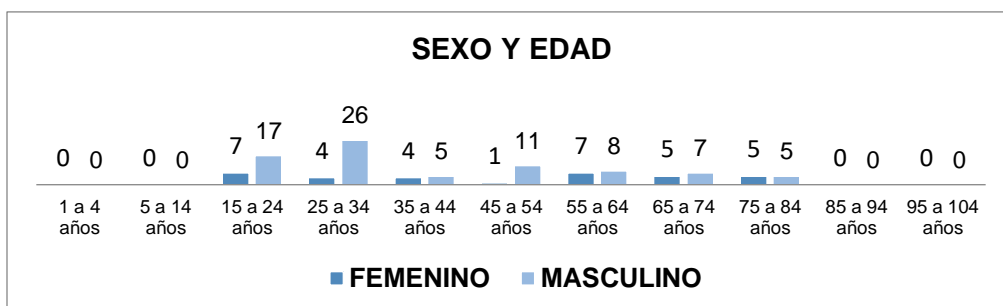 SEXO Y EDAD
0 0 0 0 7 17 4 26 4 5 1 11 7 8 5 7 5 5 0 0 0 0
1 a 4 5 a 14 15 a 24 25 a 34 35 a 44 45 a 54 55 a 64 65 a 74 75 a 84 85 a 94 95 a 104
años años años años años años años años años años años
FEMENINO MASCULINO